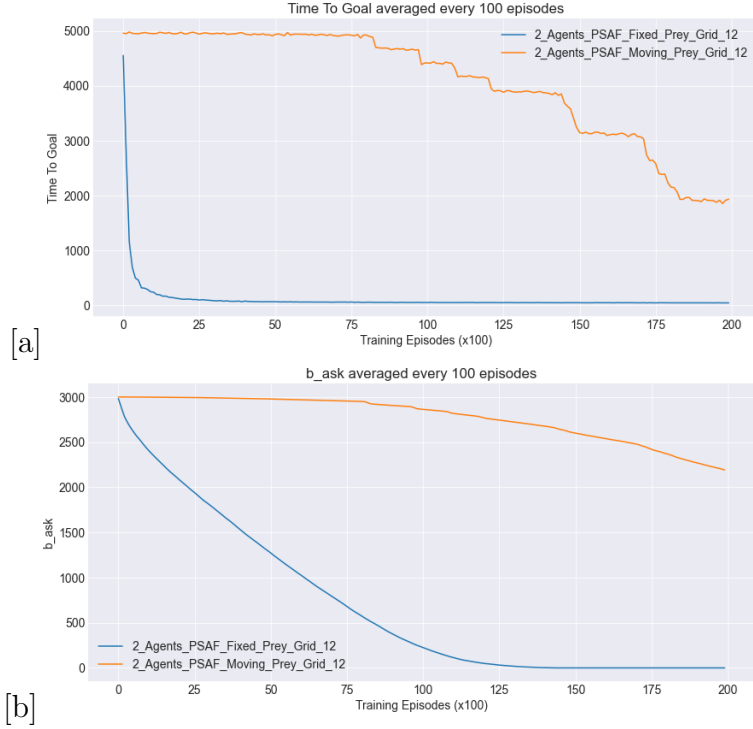 Time To Goal averaged every 100 episodes
5000
4000
3000
2000
1000
0
Time To Goal
2_Agents_PSAF_Fixed_Prey_Grid_12
2_Agents_PSAF_Moving_Prey_Grid_12
0 25 50 75 100 125 150 175 200
Training Episodes (x100)
[a]
b_ask averaged every 100 episodes
3000
2500
2000
1500
1000
500
0
b_ask
2_Agents_PSAF_Fixed_Prey_Grid_12
2_Agents_PSAF_Moving_Prey_Grid_12
0 25 50 75 100 125 150 175 200
Training Episodes (x100)
[b]